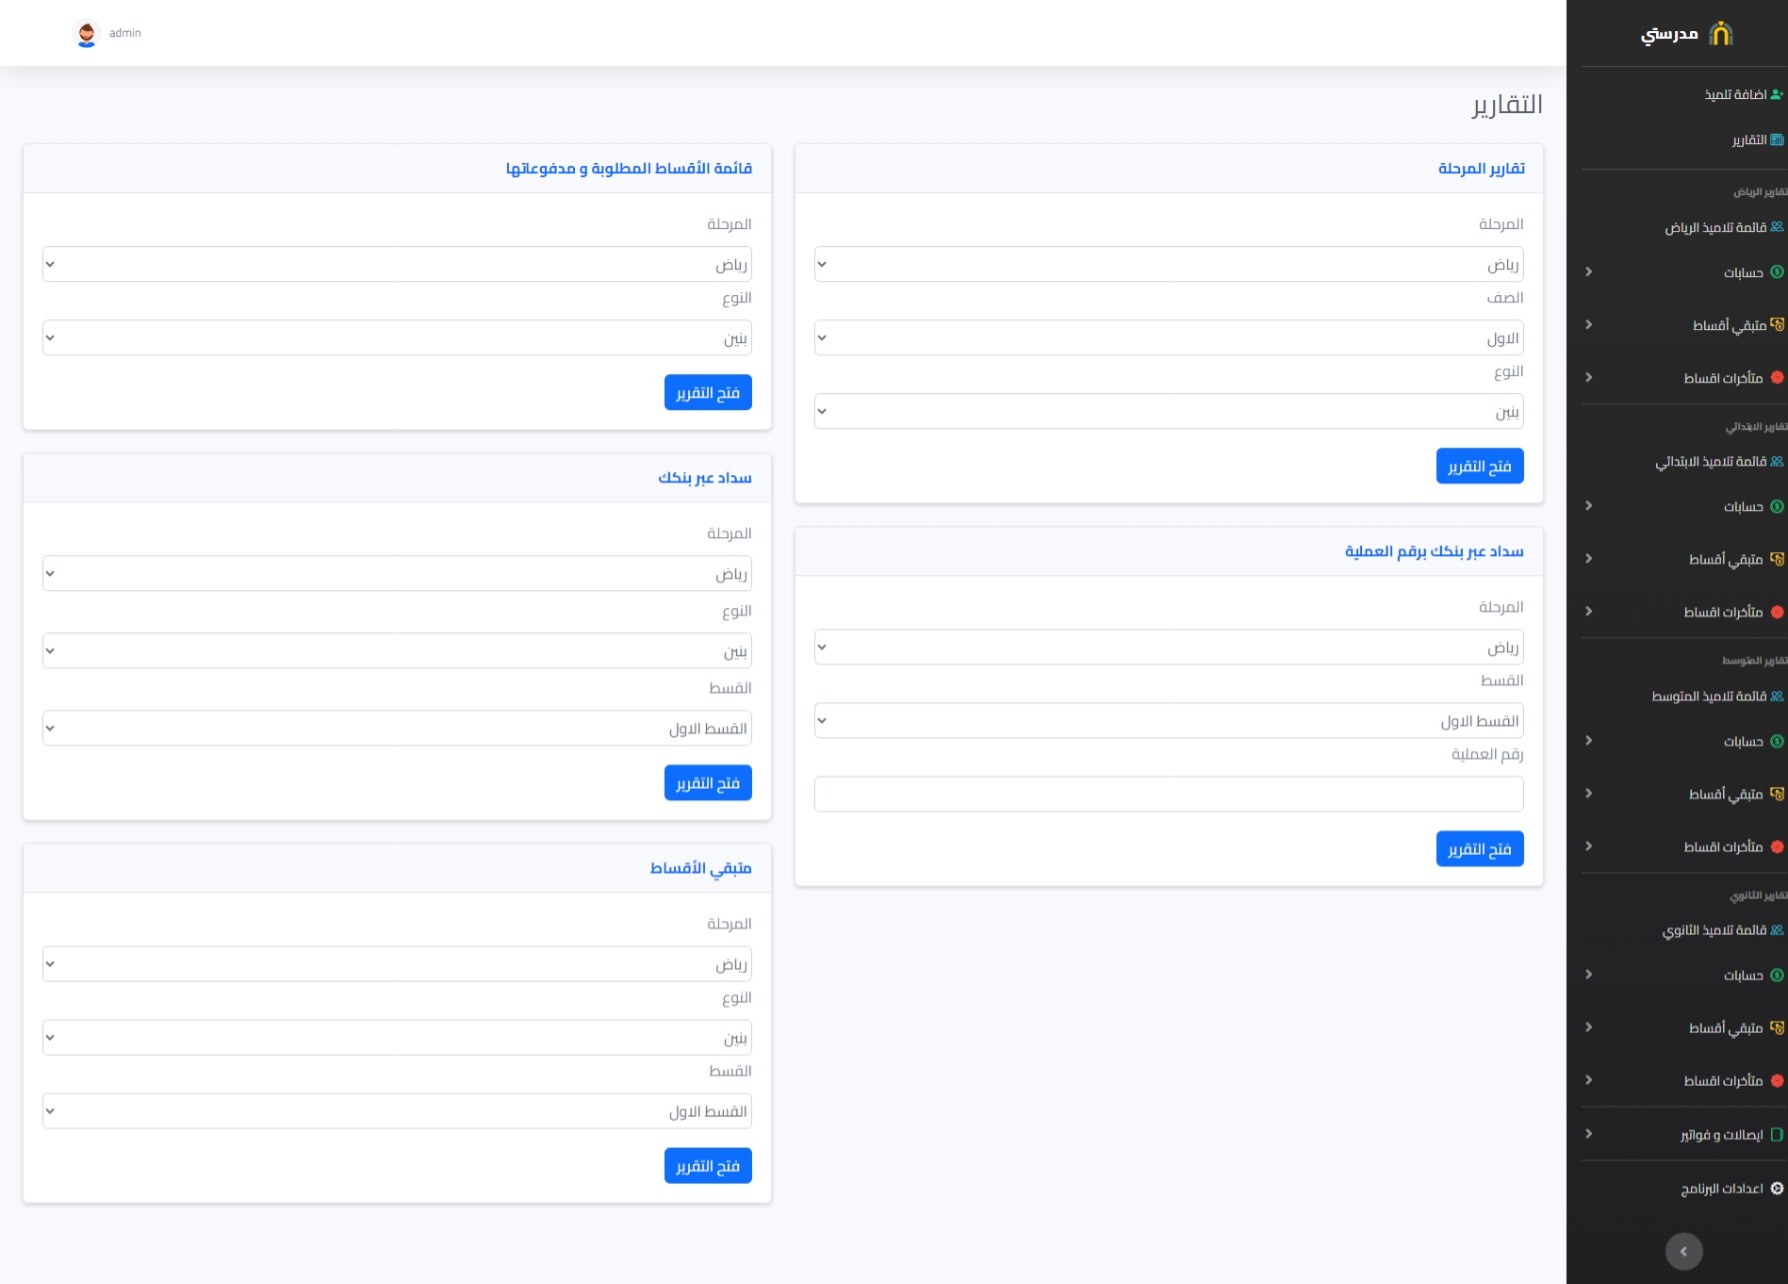 مدرستي
اضافة تلميذ
التقارير
تقارير الرياض
قائمة تلاميذ الرياض
حسابات
متبقي أقساط
متأخرات اقساط
تقارير الابتدائي
قائمة تلاميذ الابتدائي
حسابات
متبقي أقساط
متأخرات اقساط
تقارير المتوسط
قائمة تلاميذ المتوسط
حسابات
متبقي أقساط
متأخرات اقساط
تقارير الثانوي
قائمة تلاميذ الثانوي
حسابات
متبقي أقساط
متأخرات اقساط
ايصالات و فواتير
اعدادات البرنامج
admin
التقارير
تقارير المرحلة
المرحلة
رياض
الصف
الاول
النوع
بنين
فتح التقرير
سداد عبر بنكك برقم العملية
المرحلة
رياض
القسط
القسط الاول
رقم العملية
فتح التقرير
قائمة الأقساط المطلوبة و مدفوعاتها
المرحلة
رياض
النوع
بنين
فتح التقرير
سداد عبر بنكك
المرحلة
رياض
النوع
بنين
القسط
القسط الاول
فتح التقرير
متبقي الأقساط
المرحلة
رياض
النوع
بنين
القسط
القسط الاول
فتح التقرير